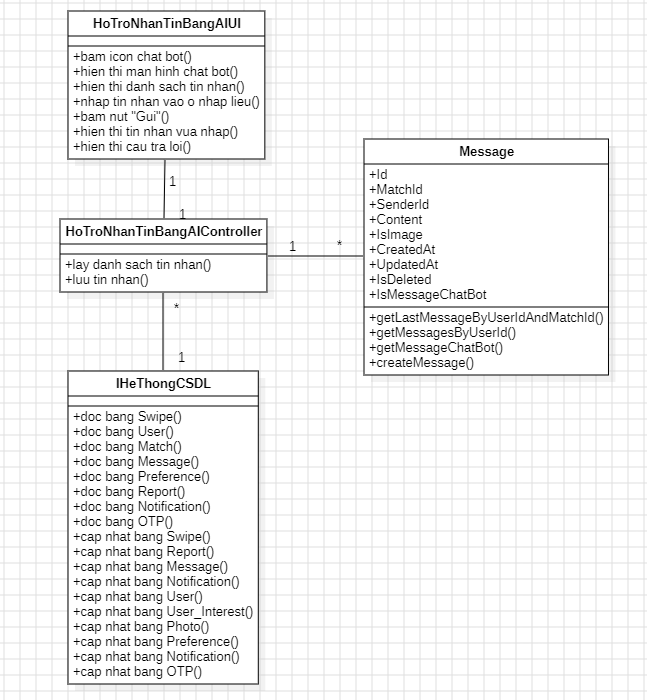 HoTroNhanTinBangAIUI
+bam icon chat bot()
+hien thi man hinh chat bot()
+hien thi danh sach tin nhan()
+nhap tin nhan vao o nhap lieu()
+bam nut "Gui"()
+hien thi tin nhan vua nhap()
+hien thi cau tra loi()
1
1
HoTroNhanTinBangAIController
+lay danh sach tin nhan()
+luu tin nhan()
1
*
Message
+Id
+MatchId
+SenderId
+Content
+IsImage
+CreatedAt
+UpdatedAt
+IsDeleted
+IsMessageChatBot
+getLastMessageByUserIdAndMatchId()
+getMessagesByUserId()
+getMessageChatBot()
+createMessage()
*
1
IHeThongCSDL
+doc bang Swipe()
+doc bang User()
+doc bang Match()
+doc bang Message()
+doc bang Preference()
+doc bang Report()
+doc bang Notification()
+doc bang OTP()
+cap nhat bang Swipe()
+cap nhat bang Report()
+cap nhat bang Message()
+cap nhat bang Notification()
+cap nhat bang User()
+cap nhat bang User_Interest()
+cap nhat bang Photo()
+cap nhat bang Preference()
+cap nhat bang Notification()
+cap nhat bang OTP()